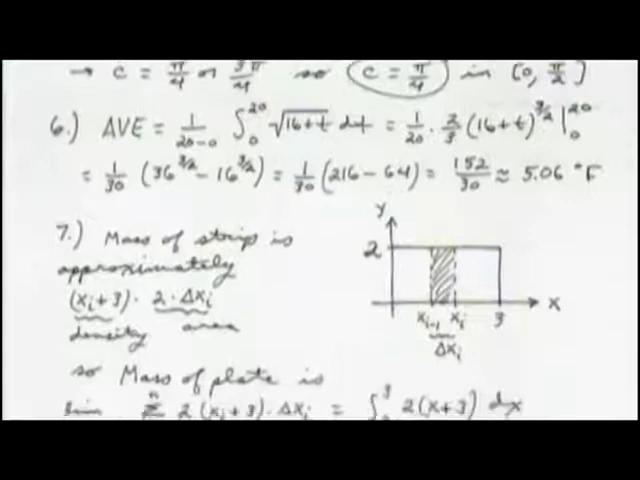 → c = π/4 or 3π/4 so c = π/4 in [0, π/2]
6.) AVE = 1/(20-0) ∫₀²⁰ √(16+t) dt = 1/20 · 2/3 (16+t)^(3/2) |₀²⁰
= 1/30 (36^(3/2) - 16^(3/2)) = 1/30 (216 - 64) = 152/30 ≈ 5.06 °F
7.) Mass of strip is
approximately
(xᵢ+3) · 2 · Δxᵢ
density area
y
2
xᵢ₋₁ xᵢ 3 x
Δxᵢ
so Mass of plate is
lim Σⁿ 2(xᵢ+3) · Δxᵢ = ∫³ 2(x+3) dx